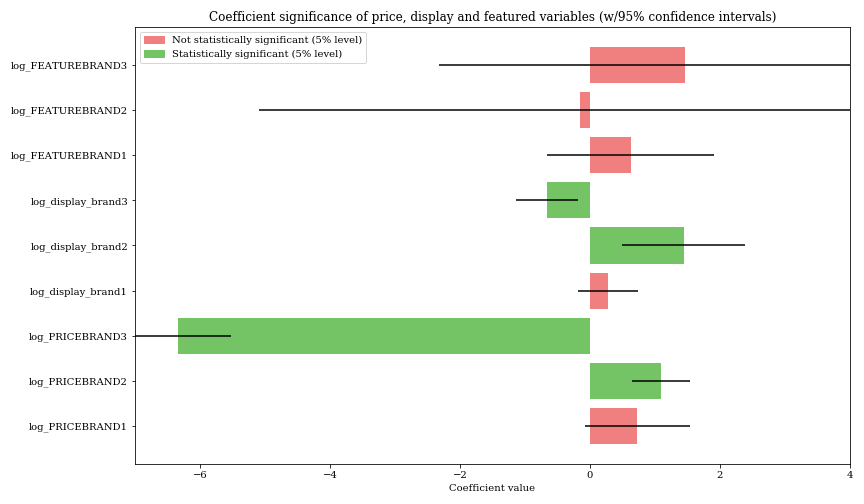 Coefficient significance of price, display and featured variables (w/95% confidence intervals)
Not statistically significant (5% level)
Statistically significant (5% level)
log_FEATUREBRAND3
log_FEATUREBRAND2
log_FEATUREBRAND1
log_display_brand3
log_display_brand2
log_display_brand1
log_PRICEBRAND3
log_PRICEBRAND2
log_PRICEBRAND1
−6 −4 −2 0 2 4
Coefficient value